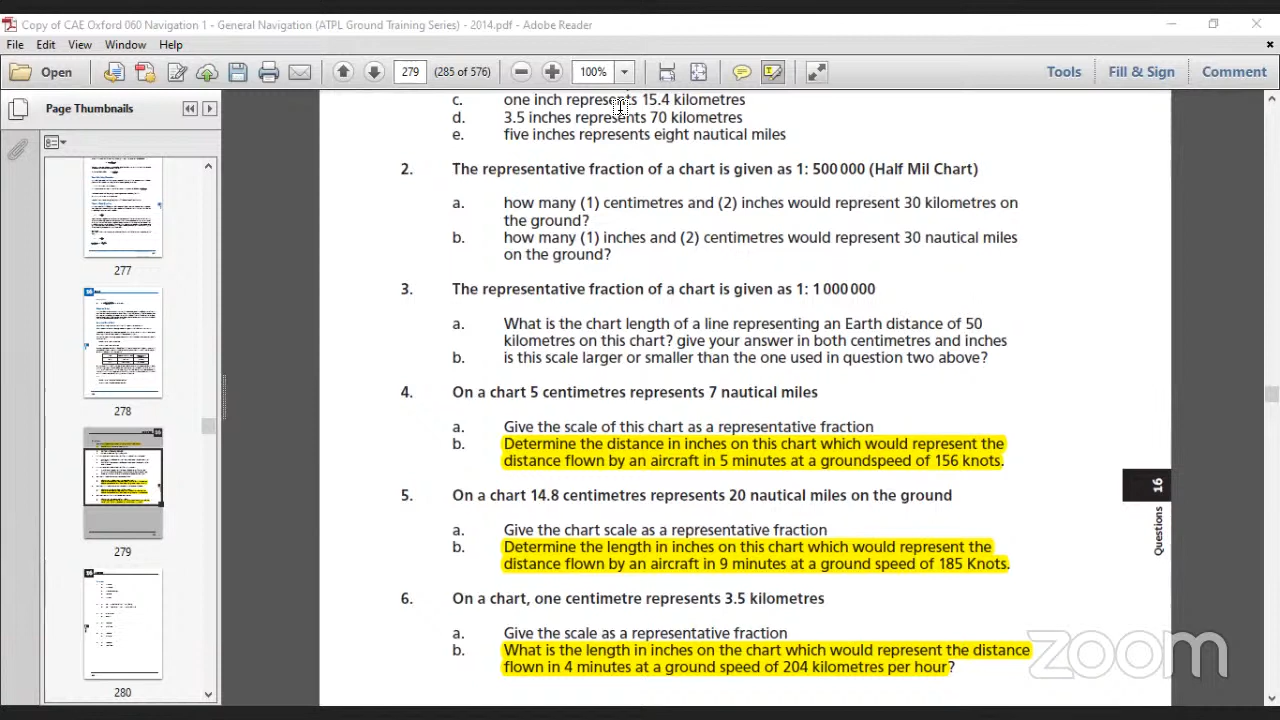 Copy of CAE Oxford 060 Navigation 1 - General Navigation (ATPL Ground Training Series) - 2014.pdf - Adobe Reader
File Edit View Window Help
Open 279 (285 of 576) 100% Tools Fill & Sign Comment
Page Thumbnails
277
278
279
280
c. one inch represents 15.4 kilometres
d. 3.5 inches represents 70 kilometres
e. five inches represents eight nautical miles
2. The representative fraction of a chart is given as 1: 500 000 (Half Mil Chart)
a. how many (1) centimetres and (2) inches would represent 30 kilometres on
the ground?
b. how many (1) inches and (2) centimetres would represent 30 nautical miles
on the ground?
3. The representative fraction of a chart is given as 1: 1 000 000
a. What is the chart length of a line representing an Earth distance of 50
kilometres on this chart? give your answer in both centimetres and inches
b. is this scale larger or smaller than the one used in question two above?
4. On a chart 5 centimetres represents 7 nautical miles
a. Give the scale of this chart as a representative fraction
b. Determine the distance in inches on this chart which would represent the
distance flown by an aircraft in 5 minutes at a groundspeed of 156 knots.
5. On a chart 14.8 centimetres represents 20 nautical miles on the ground
a. Give the chart scale as a representative fraction
b. Determine the length in inches on this chart which would represent the
distance flown by an aircraft in 9 minutes at a ground speed of 185 Knots.
6. On a chart, one centimetre represents 3.5 kilometres
a. Give the scale as a representative fraction
b. What is the length in inches on the chart which would represent the distance
flown in 4 minutes at a ground speed of 204 kilometres per hour?
16
Questions
zoom